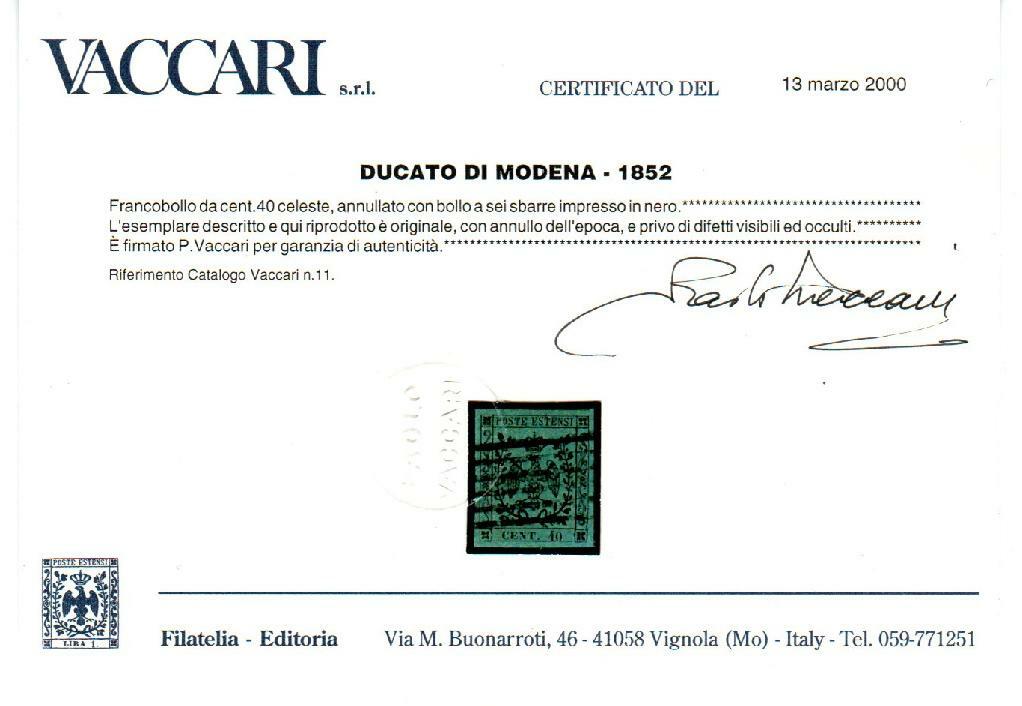 VACCARI s.r.l.
CERTIFICATO DEL 13 marzo 2000
DUCATO DI MODENA - 1852
Francobollo da cent.40 celeste, annullato con bollo a sei sbarre impresso in nero.************************************
L'esemplare descritto e qui riprodotto è originale, con annullo dell'epoca, e privo di difetti visibili ed occulti.**********
È firmato P.Vaccari per garanzia di autenticità.************************************************************************
Riferimento Catalogo Vaccari n.11.
Paolo Vaccari
PAOLO
VACCARI
POSTE ESTENSI
CENT. 40
POSTE ESTENSI
LIRA 1.
Filatelia - Editoria Via M. Buonarroti, 46 - 41058 Vignola (Mo) - Italy - Tel. 059-771251